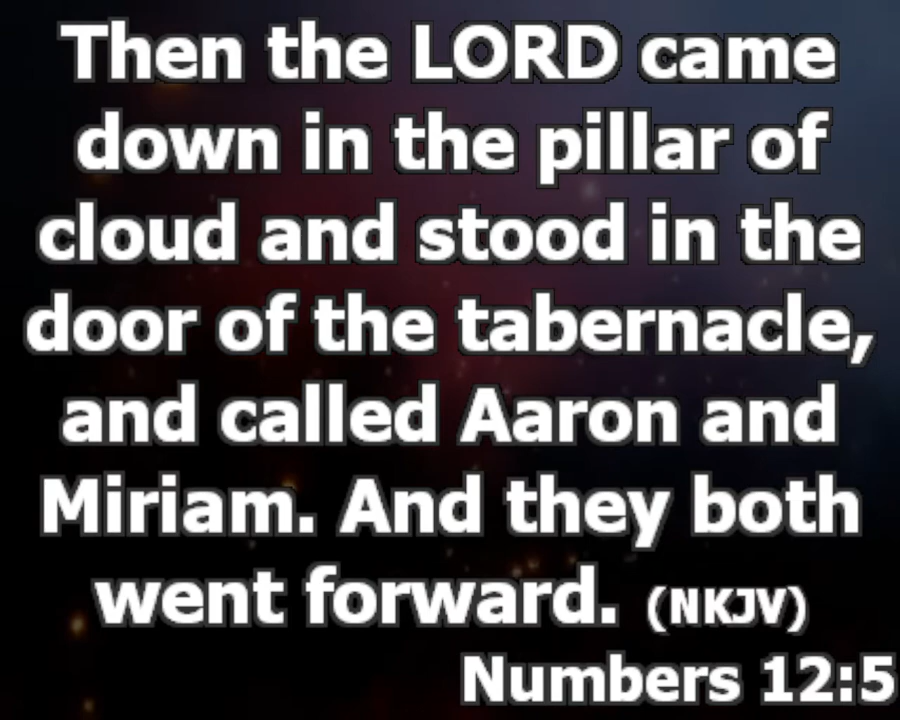 Then the LORD came
down in the pillar of
cloud and stood in the
door of the tabernacle,
and called Aaron and
Miriam. And they both
went forward. (NKJV)
Numbers 12:5